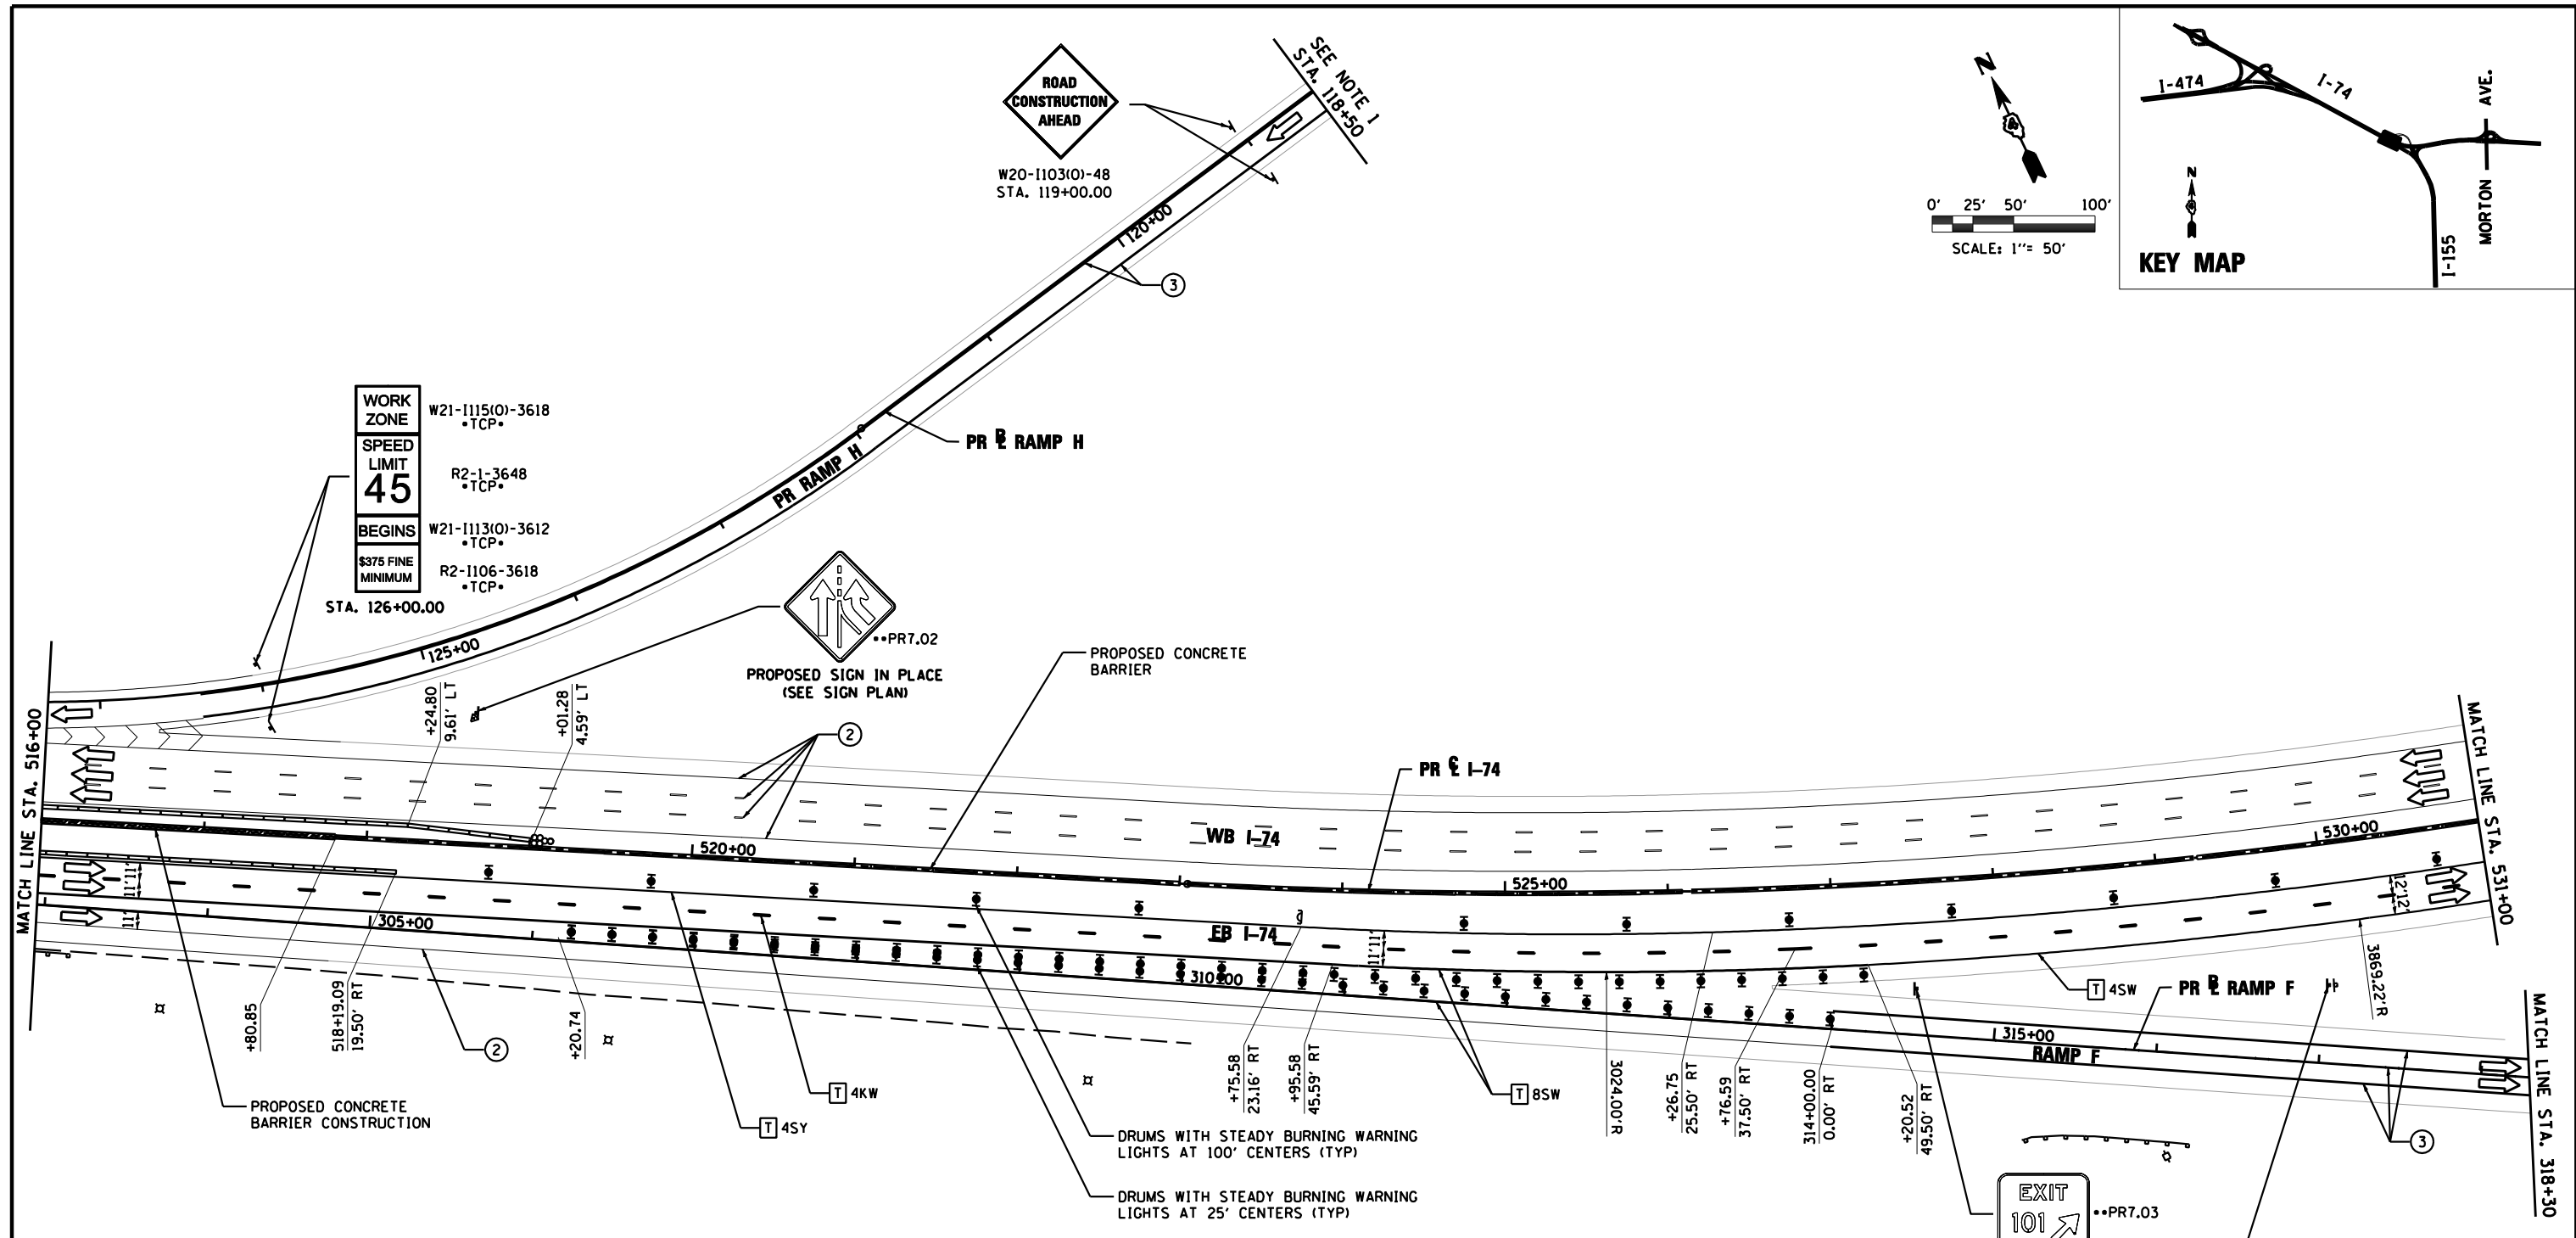 ROAD
CONSTRUCTION
AHEAD
W20-I103(O)-48
STA. 119+00.00
SEE NOTE 1
STA. 118+50
N
0' 25' 50' 100'
SCALE: 1"= 50'
I-474
I-74
MORTON AVE.
N
I-155
KEY MAP
120+00
3
WORK
ZONE
W21-I115(O)-3618
•TCP•
SPEED
LIMIT
45
R2-1-3648
•TCP•
BEGINS
W21-I113(O)-3612
•TCP•
$375 FINE
MINIMUM
R2-I106-3618
•TCP•
STA. 126+00.00
PR RAMP H
PR BL RAMP H
••PR7.02
PROPOSED SIGN IN PLACE
(SEE SIGN PLAN)
PROPOSED CONCRETE
BARRIER
125+00
+24.80
9.61' LT
+01.28
4.59' LT
2
PR CL I-74
MATCH LINE STA. 516+00
MATCH LINE STA. 531+00
WB I-74
520+00
525+00
530+00
11' 11'
11'
305+00
EB I-74
11' 11'
12' 12'
310+00
+80.85
518+19.09
19.50' RT
2
+20.74
T 4KW
T 4SY
+75.58
23.16' RT
+95.58
45.59' RT
T 8SW
3024.00'R
+26.75
25.50' RT
+76.59
37.50' RT
314+00.00
0.00' RT
+20.52
49.50' RT
T 4SW
PR BL RAMP F
3869.22'R
315+00
RAMP F
3
MATCH LINE STA. 318+30
PROPOSED CONCRETE
BARRIER CONSTRUCTION
DRUMS WITH STEADY BURNING WARNING
LIGHTS AT 100' CENTERS (TYP)
DRUMS WITH STEADY BURNING WARNING
LIGHTS AT 25' CENTERS (TYP)
EXIT
101
••PR7.03